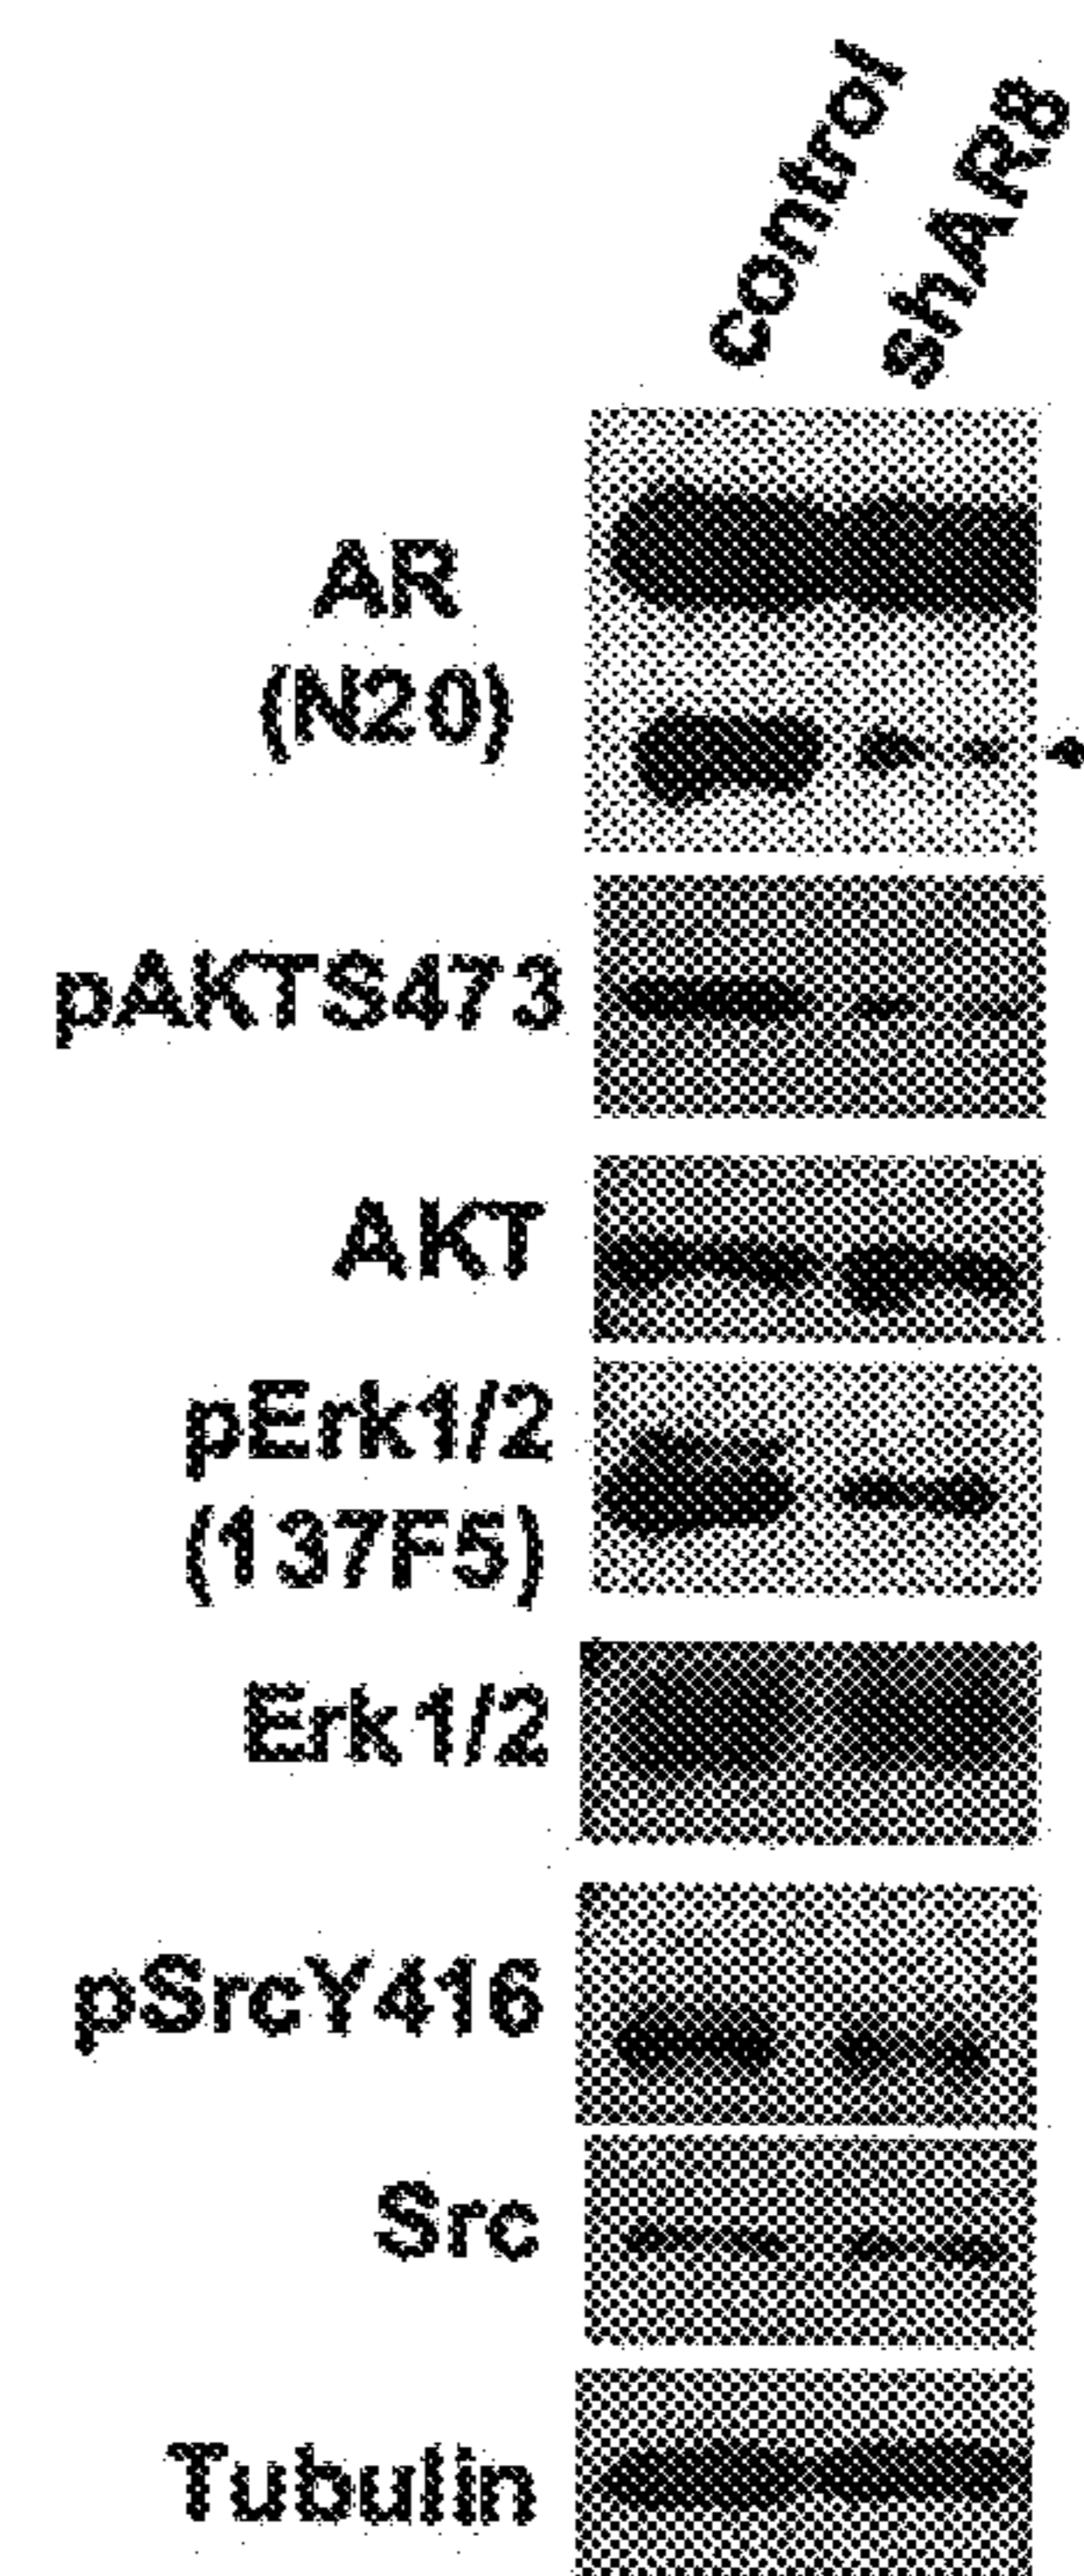 control
shAR8
AR
(N20)
pAKTS473
AKT
pErk1/2
(137F5)
Erk1/2
pSrcY416
Src
Tubulin